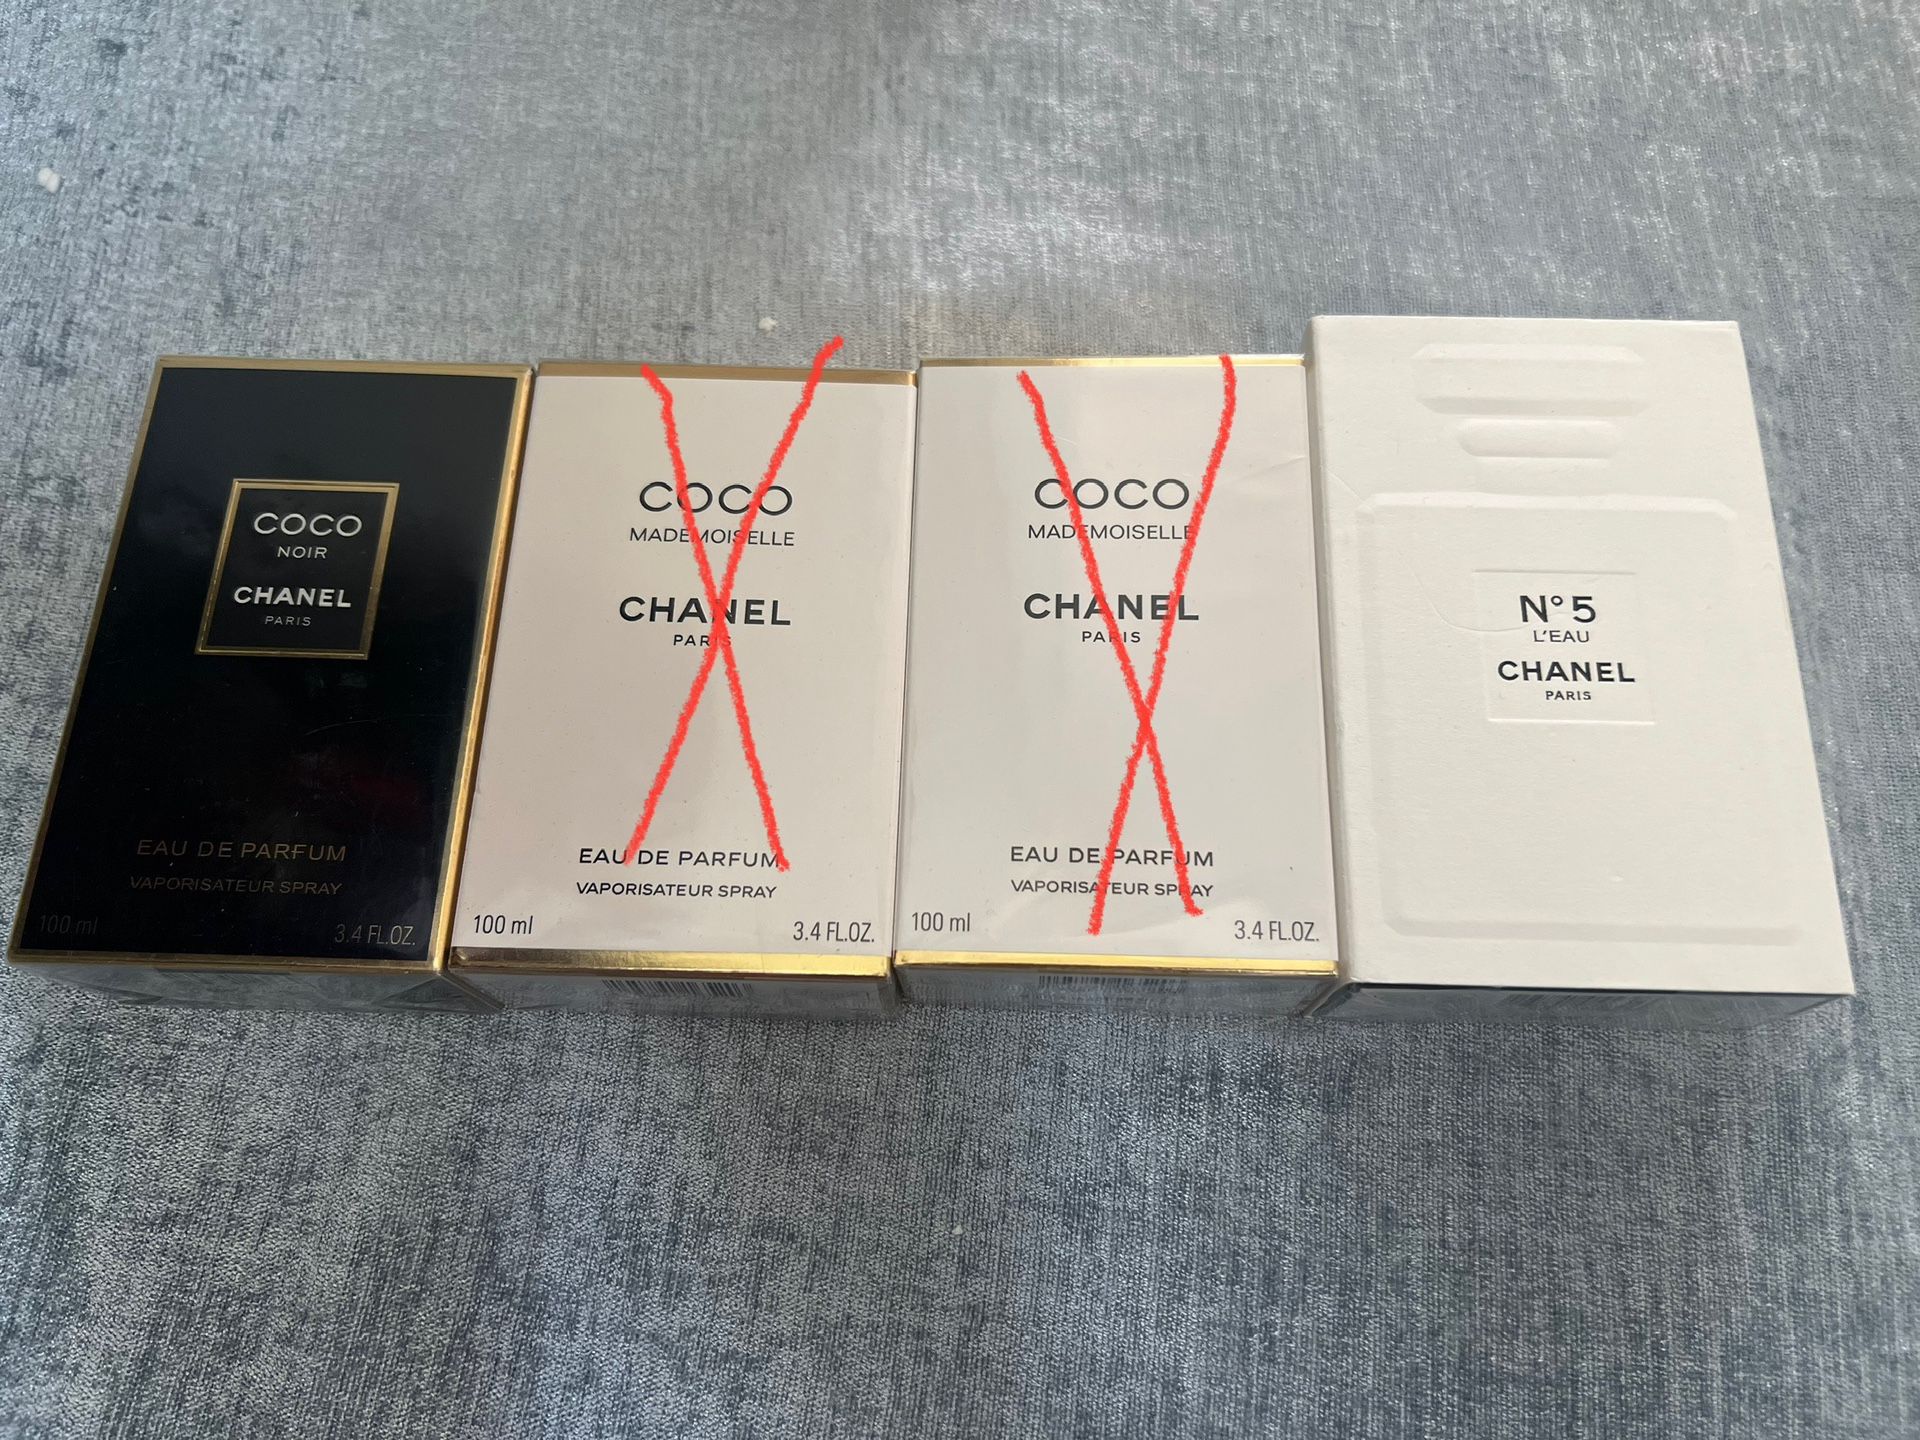 COCO
NOIR
CHANEL
PARIS
EAU DE PARFUM
VAPORISATEUR SPRAY
100 ml
3.4 FL.OZ.
COCO
MADEMOISELLE
CHANEL
PARIS
EAU DE PARFUM
VAPORISATEUR SPRAY
100 ml
3.4 FL.OZ.
COCO
MADEMOISELLE
CHANEL
PARIS
EAU DE PARFUM
VAPORISATEUR SPRAY
100 ml
3.4 FL.OZ.
N°5
L'EAU
CHANEL
PARIS